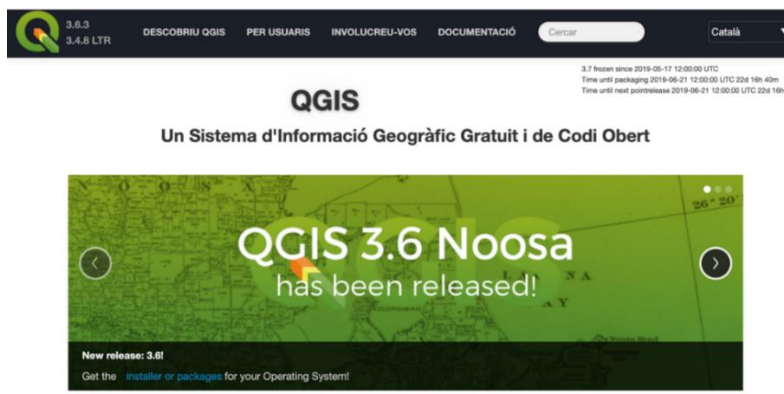 3.6.3
3.4.8 LTR
DESCOBRIU QGIS PER USUARIS INVOLUCREU-VOS DOCUMENTACIÓ Cercar Català
3.7 frozen since 2019-05-17 12:00:00 UTC
Time until packaging 2019-06-21 12:00:00 UTC 22d 16h 40m
Time until next pointrelease 2019-06-21 12:00:00 UTC 22d 16h
QGIS
Un Sistema d'Informació Geogràfic Gratuit i de Codi Obert
N O O S A
26° 20'
QGIS 3.6 Noosa
has been released!
New release: 3.6!
Get the installer or packages for your Operating System!